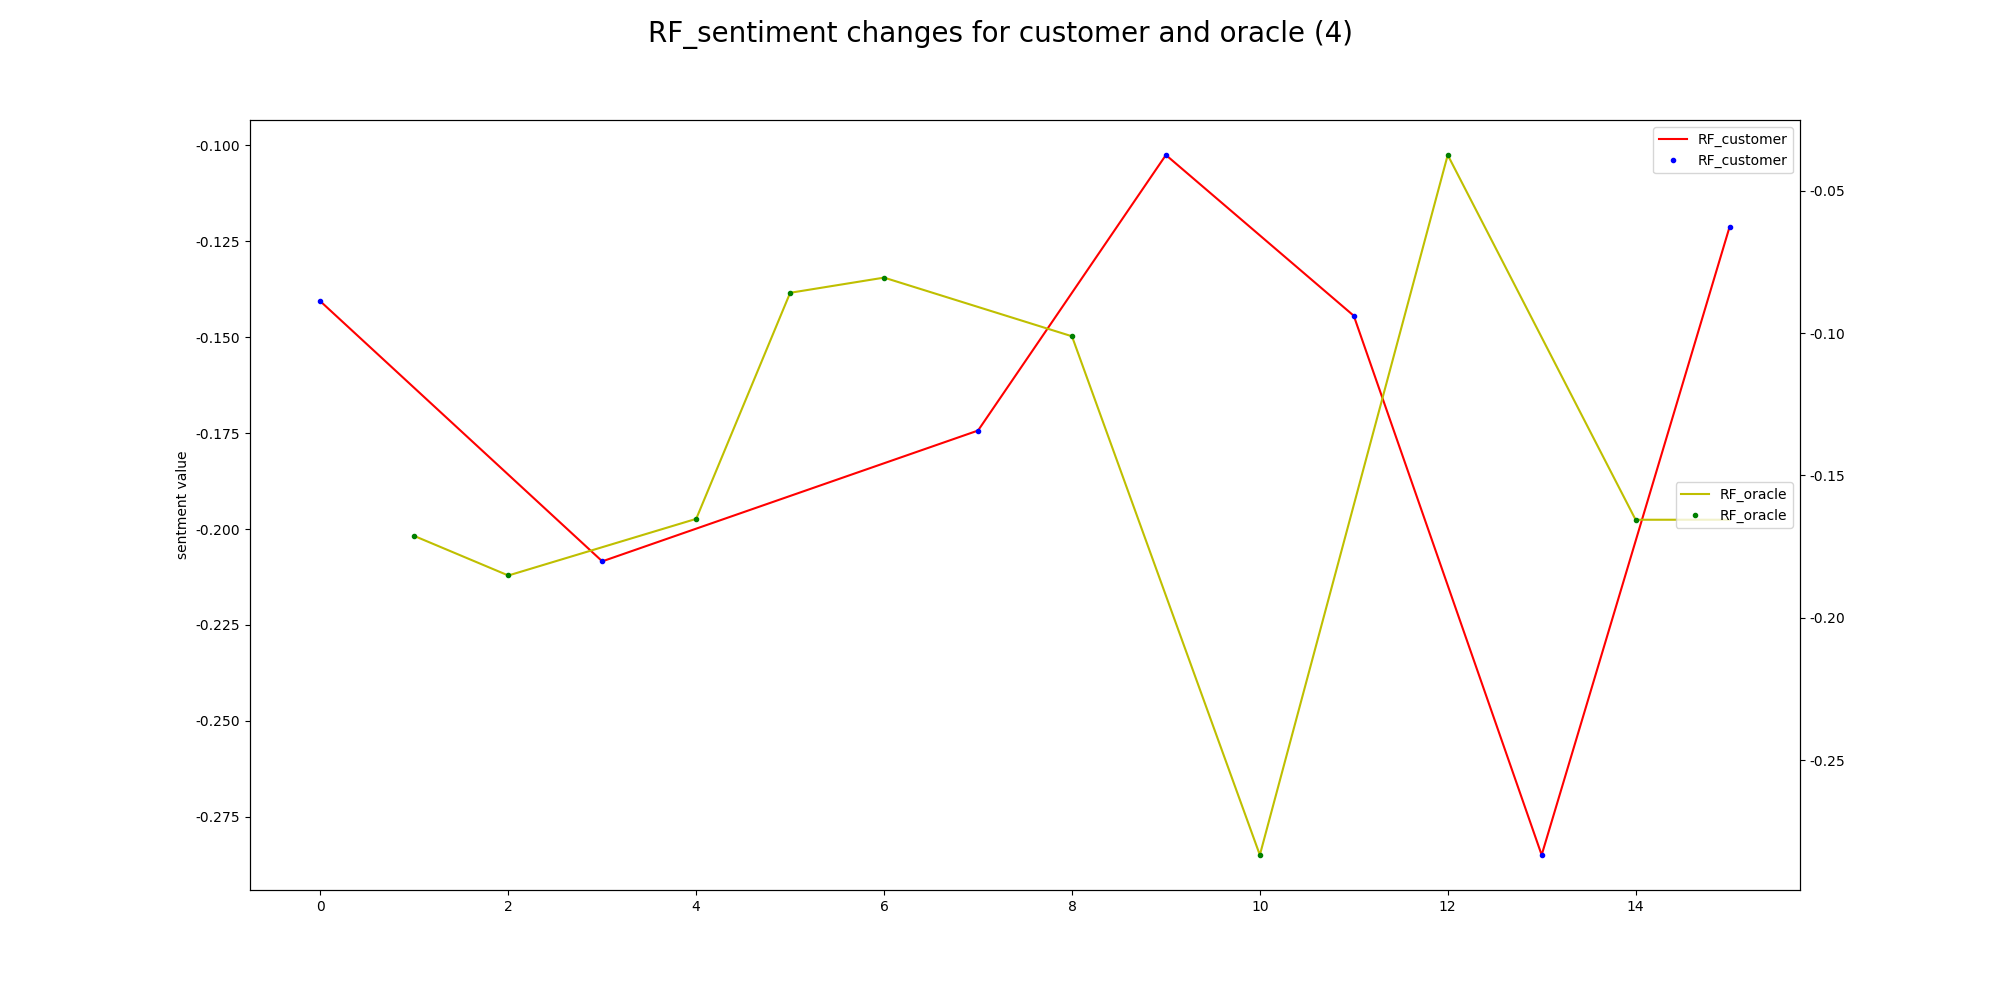 RF_sentiment changes for customer and oracle (4)
sentment value
-0.100
-0.125
-0.150
-0.175
-0.200
-0.225
-0.250
-0.275
RF_customer
RF_customer
RF_oracle
RF_oracle
-0.05
-0.10
-0.15
-0.20
-0.25
0 2 4 6 8 10 12 14